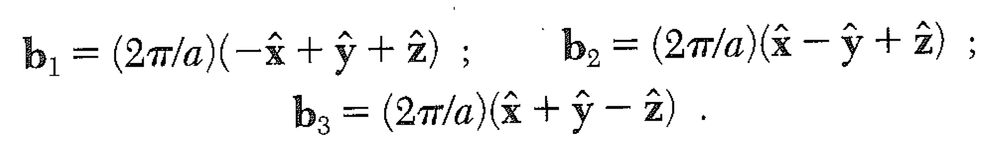 b₁ = (2π/a)(−x̂ + ŷ + ẑ) ; b₂ = (2π/a)(x̂ − ŷ + ẑ) ;
b₃ = (2π/a)(x̂ + ŷ − ẑ) .